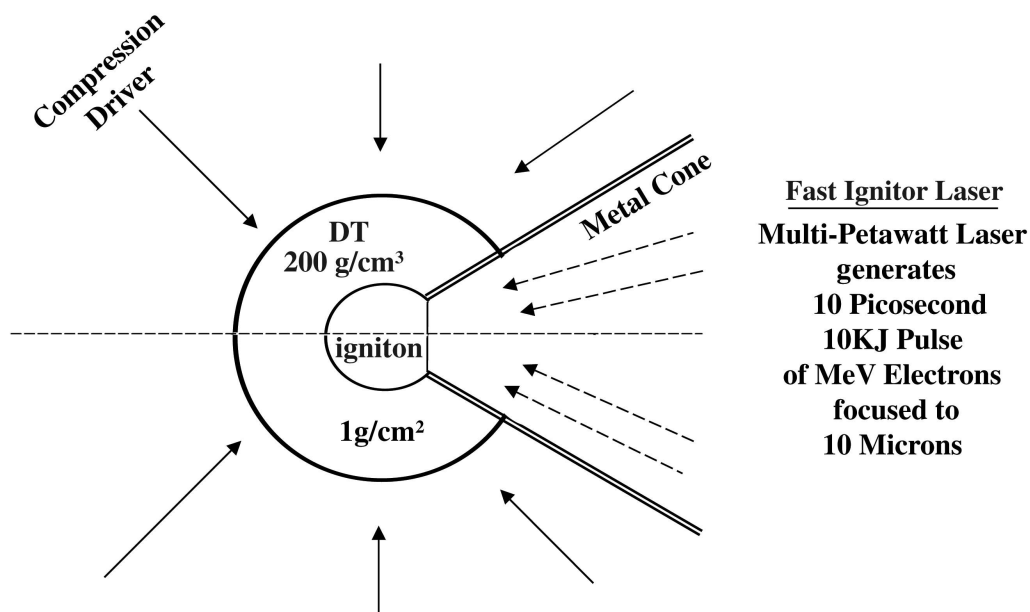 Compression
Driver
Metal Cone
DT
200 g/cm³
igniton
1g/cm²
Fast Ignitor Laser
Multi-Petawatt Laser
generates
10 Picosecond
10KJ Pulse
of MeV Electrons
focused to
10 Microns